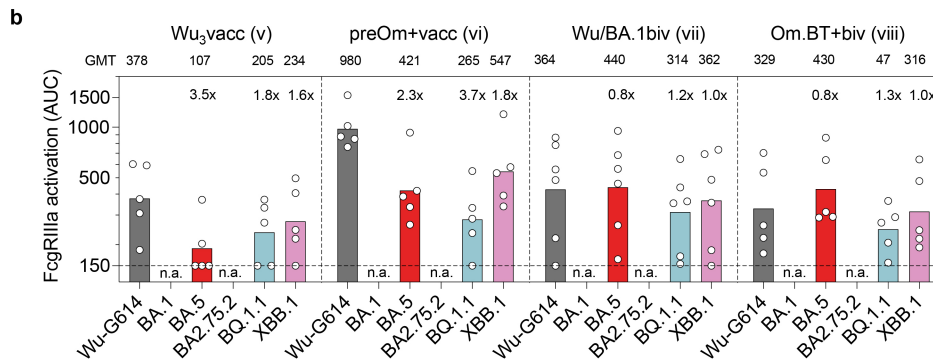 b
Wu3vacc (v) preOm+vacc (vi) Wu/BA.1biv (vii) Om.BT+biv (viii)
GMT 378 107 205 234 980 421 265 547 364 440 314 362 329 430 47 316
3.5x 1.8x 1.6x 2.3x 3.7x 1.8x 0.8x 1.2x 1.0x 0.8x 1.3x 1.0x
FcgRIIIa activation (AUC)
1500
1000
500
150
n.a. n.a. n.a. n.a. n.a. n.a. n.a. n.a.
Wu-G614 BA.1 BA.5 BA2.75.2 BQ.1.1 XBB.1 Wu-G614 BA.1 BA.5 BA2.75.2 BQ.1.1 XBB.1 Wu-G614 BA.1 BA.5 BA2.75.2 BQ.1.1 XBB.1 Wu-G614 BA.1 BA.5 BA2.75.2 BQ.1.1 XBB.1